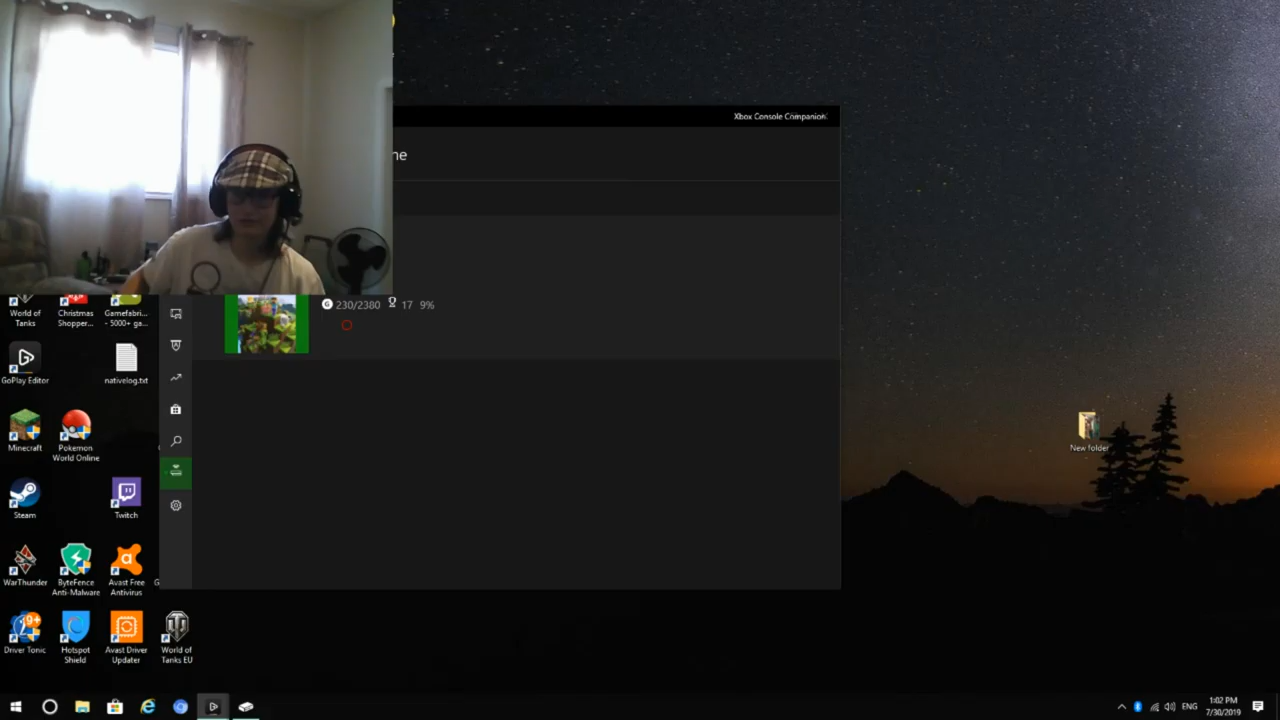 Xbox Console Companion
ne
230/2380 17 9%
World of
Tanks
Christmas
Shopper...
Gamefabri...
- 5000+ ga...
GoPlay Editor
nativelog.txt
Minecraft
Pokemon
World Online
Steam
Twitch
WarThunder
ByteFence
Anti-Malware
Avast Free
Antivirus
G
Driver Tonic
Hotspot
Shield
Avast Driver
Updater
World of
Tanks EU
New folder
ENG
1:02 PM
7/30/2019